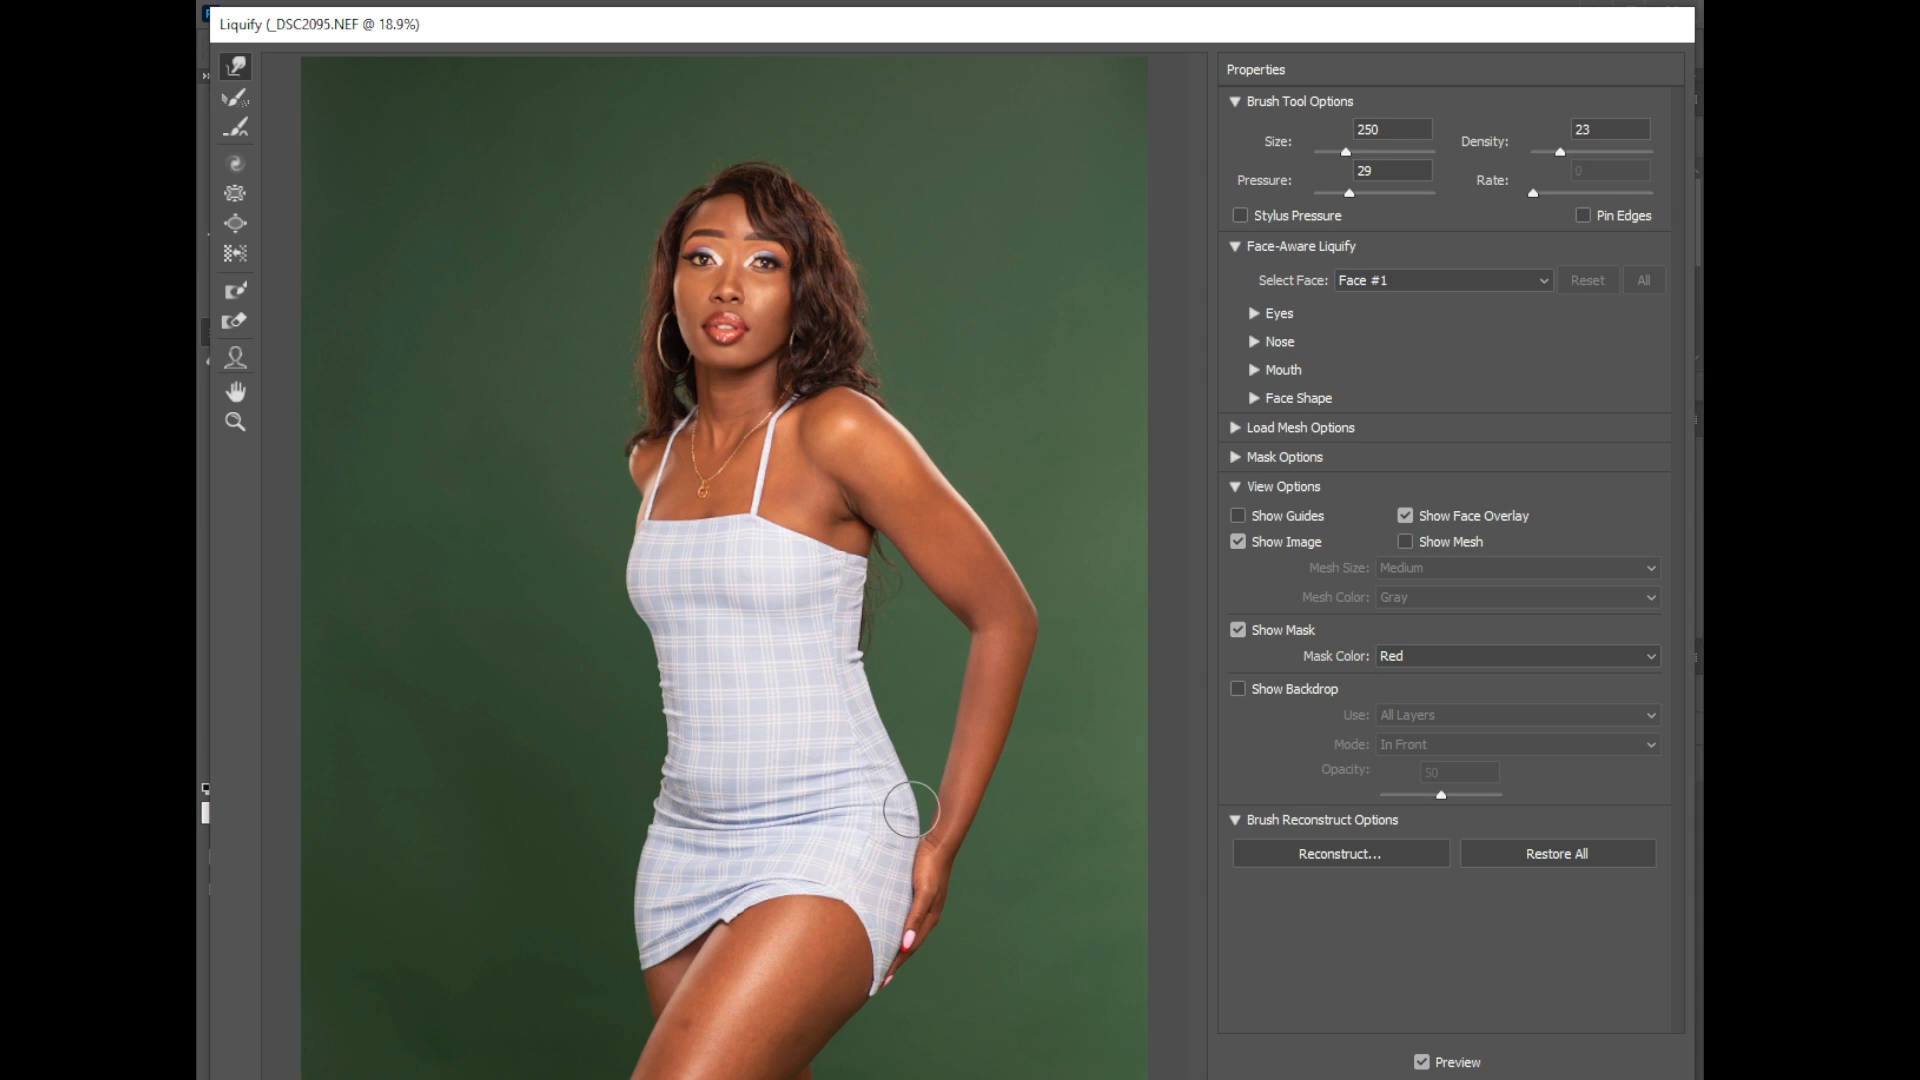 Liquify (_DSC2095.NEF @ 18.9%)
Properties
Brush Tool Options
Size: 250 Density: 23
Pressure: 29 Rate: 0
Stylus Pressure Pin Edges
Face-Aware Liquify
Select Face: Face #1 Reset All
Eyes
Nose
Mouth
Face Shape
Load Mesh Options
Mask Options
View Options
Show Guides Show Face Overlay
Show Image Show Mesh
Mesh Size: Medium
Mesh Color: Gray
Show Mask
Mask Color: Red
Show Backdrop
Use: All Layers
Mode: In Front
Opacity: 50
Brush Reconstruct Options
Reconstruct... Restore All
Preview